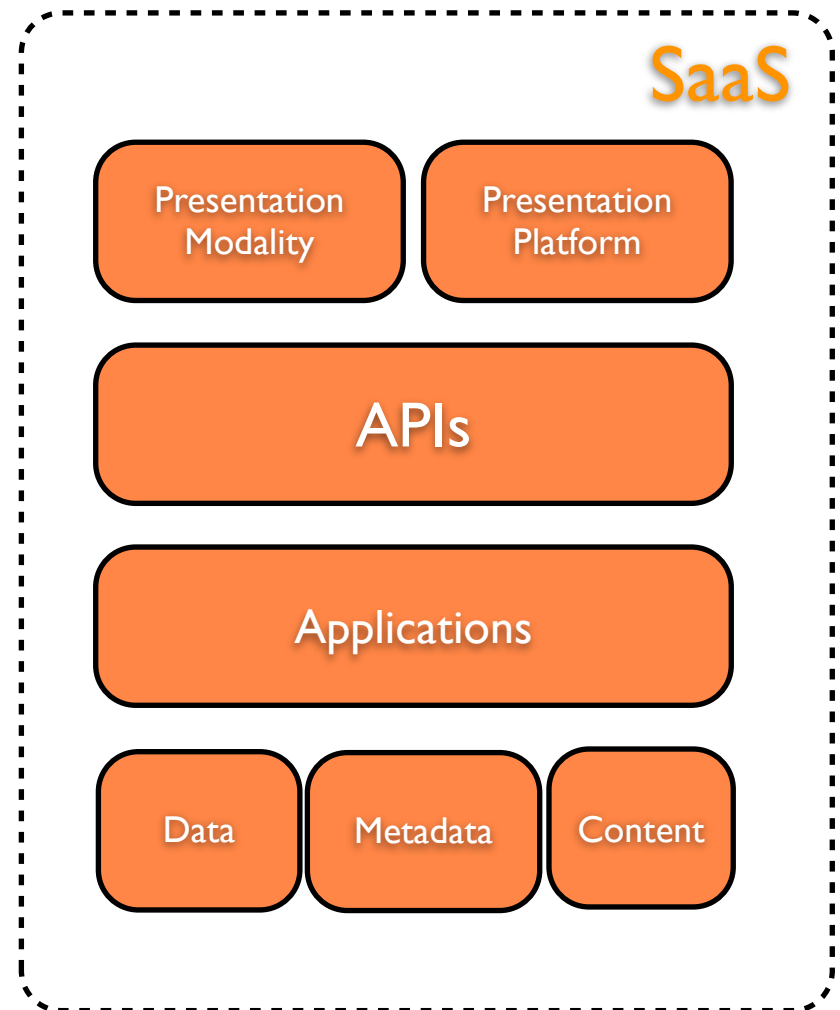 SaaS
Presentation
Modality
Presentation
Platform
APIs
Applications
Data
Metadata
Content